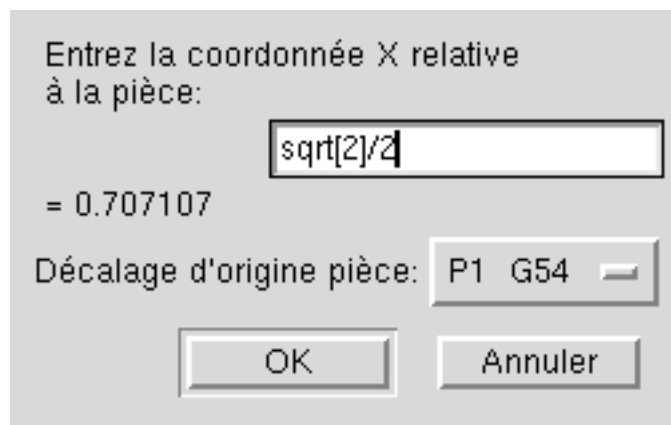 Entrez la coordonnée X relative
à la pièce:
sqrt[2]/2
= 0.707107
Décalage d'origine pièce: P1 G54
OK Annuler